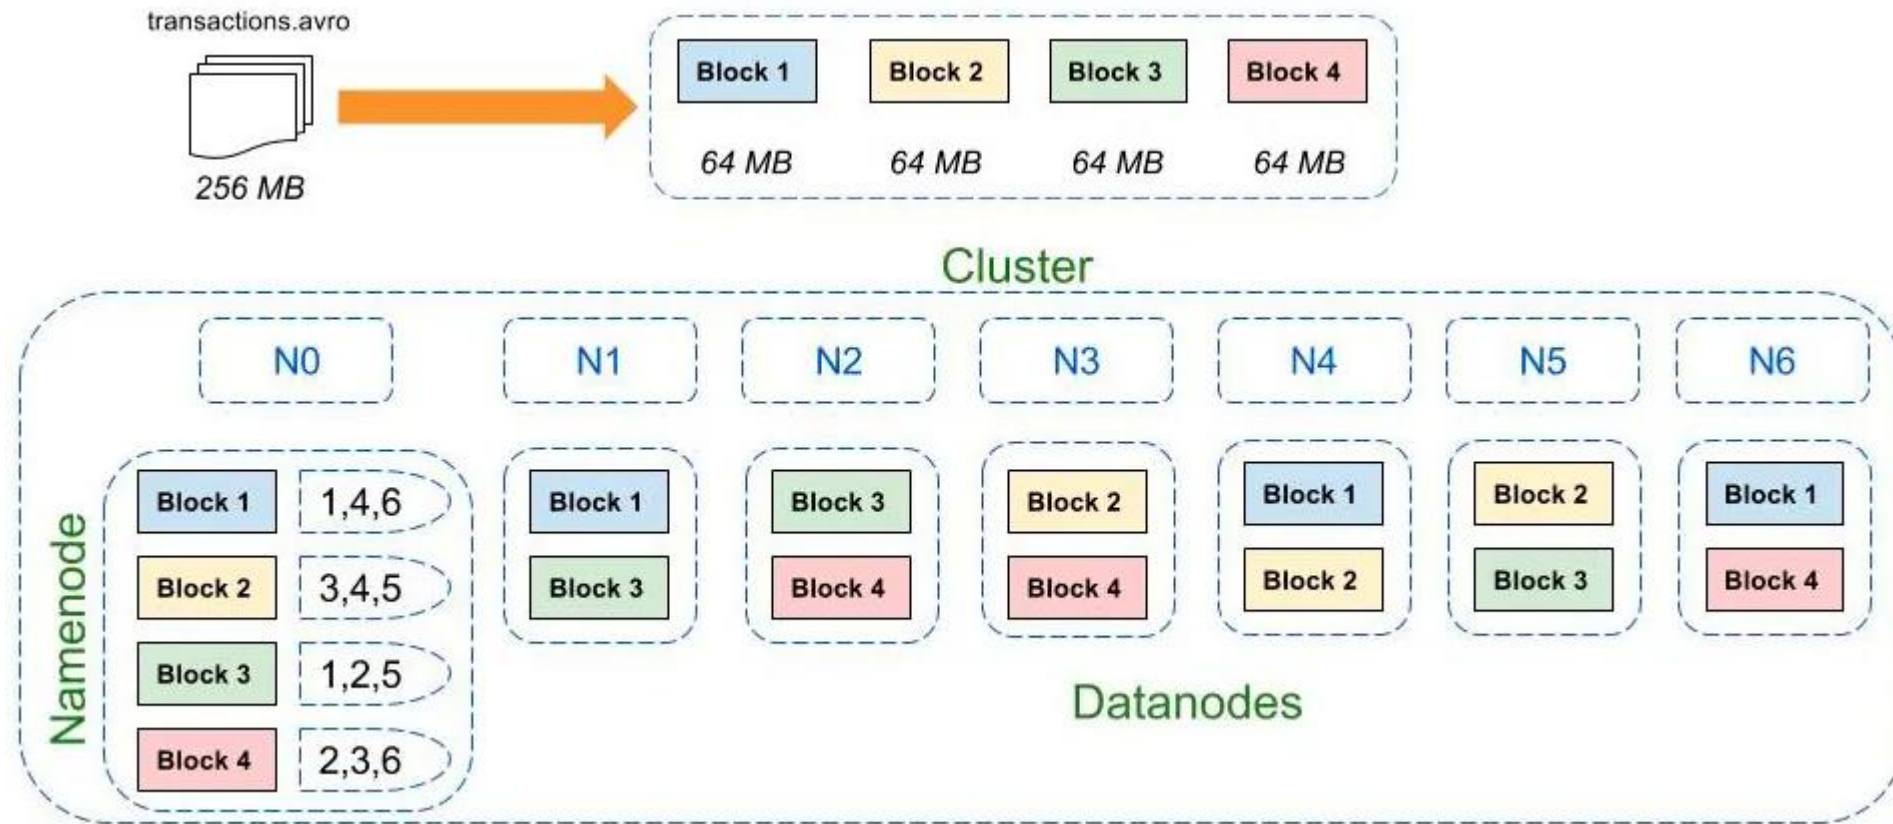 transactions.avro
256 MB
Block 1 Block 2 Block 3 Block 4
64 MB 64 MB 64 MB 64 MB
Cluster
N0 N1 N2 N3 N4 N5 N6
Namenode
Block 1 1,4,6
Block 2 3,4,5
Block 3 1,2,5
Block 4 2,3,6
Block 1 Block 3 Block 2 Block 1 Block 2 Block 1
Block 3 Block 4 Block 4 Block 2 Block 3 Block 4
Datanodes